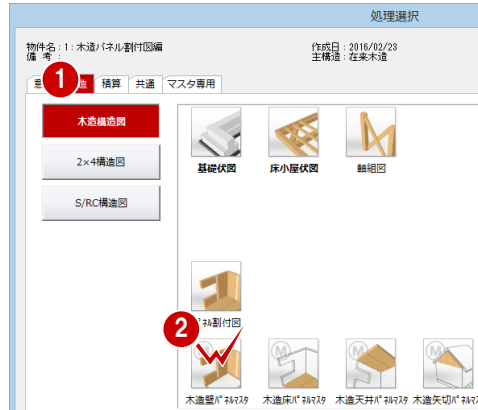 処理選択
物件名：1：木造パネル割付図編
備　考：
作成日：2016/02/23
主構造：在来木造
1
積算 共通 マスタ専用
木造構造図
2×4構造図
S/RC構造図
基礎伏図 床小屋伏図 軸組図
ﾈﾙ割付図
2
M M M M
木造壁ﾊﾟﾈﾙﾏｽﾀ 木造床ﾊﾟﾈﾙﾏｽﾀ 木造天井ﾊﾟﾈﾙﾏｽﾀ 木造矢切ﾊﾟﾈﾙﾏｽ